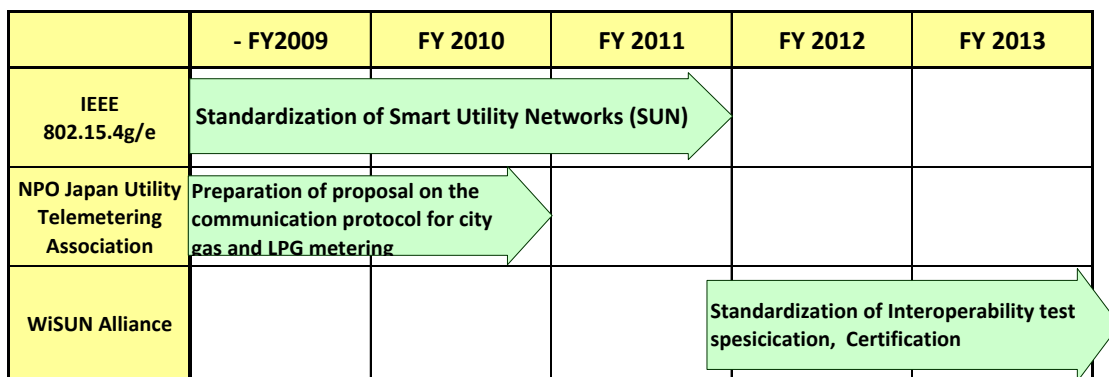 - FY2009 FY 2010 FY 2011 FY 2012 FY 2013
IEEE
802.15.4g/e
Standardization of Smart Utility Networks (SUN)
NPO Japan Utility
Telemetering
Association
Preparation of proposal on the
communication protocol for city
gas and LPG metering
WiSUN Alliance
Standardization of Interoperability test
spesicication, Certification